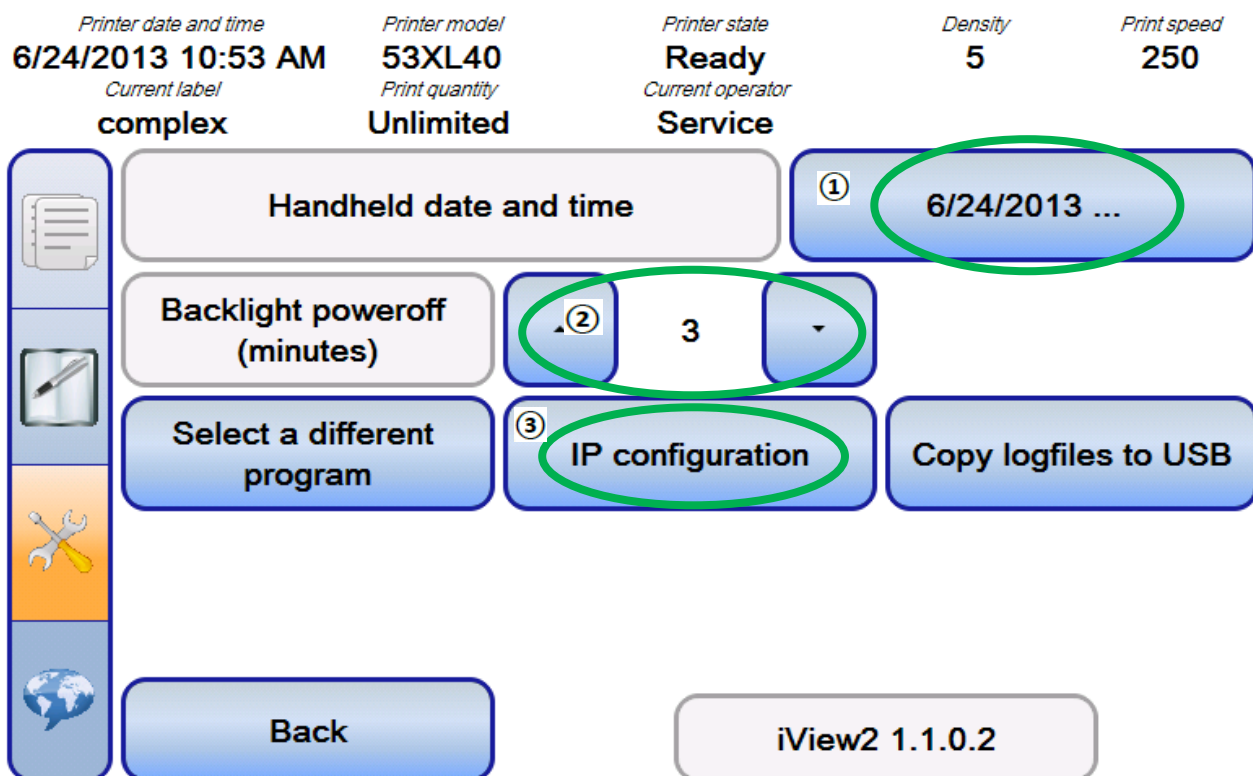 Printer date and time Printer model Printer state Density Print speed
6/24/2013 10:53 AM 53XL40 Ready 5 250
Current label Print quantity Current operator
complex Unlimited Service
Handheld date and time ① 6/24/2013 ...
Backlight poweroff
(minutes)
② 3
Select a different
program
③ IP configuration
Copy logfiles to USB
Back
iView2 1.1.0.2